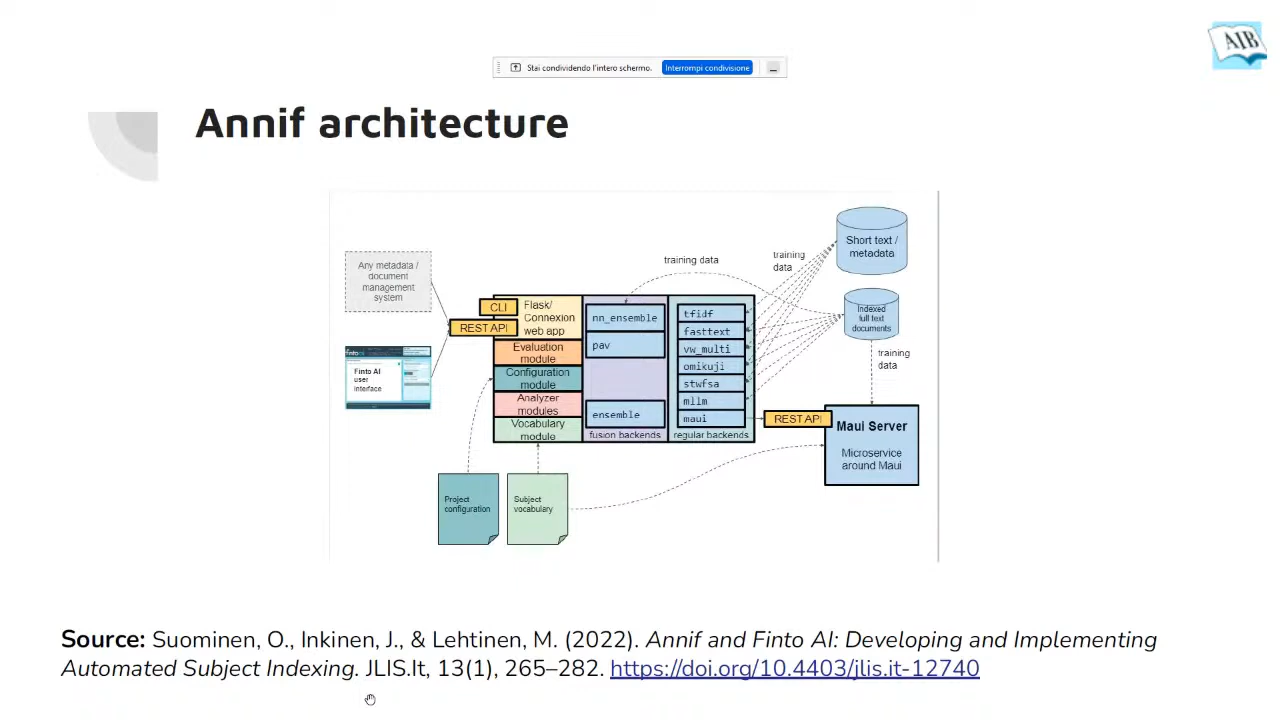 AIB
Stai condividendo l'intero schermo. Interrompi condivisione
Annif architecture
Any metadata /
document
management
system
Finto AI
user
interface
CLI
REST API
Flask/
Connexion
web app
Evaluation
module
Configuration
module
Analyzer
modules
Vocabulary
module
nn_ensemble
pav
ensemble
fusion backends
tfidf
fasttext
vw_multi
omikuji
stwfsa
mllm
maui
regular backends
training data
training
data
Short text /
metadata
Indexed
full text
documents
training
data
REST API
Maui Server
Microservice
around Maui
Project
configuration
Subject
vocabulary
Source: Suominen, O., Inkinen, J., & Lehtinen, M. (2022). Annif and Finto AI: Developing and Implementing
Automated Subject Indexing. JLIS.It, 13(1), 265–282. https://doi.org/10.4403/jlis.it-12740